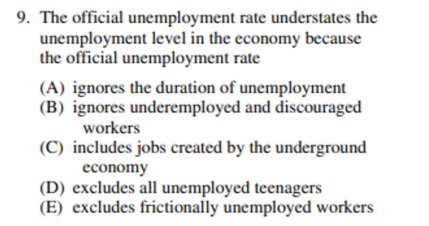 9. The official unemployment rate understates the
unemployment level in the economy because
the official unemployment rate
(A) ignores the duration of unemployment
(B) ignores underemployed and discouraged
workers
(C) includes jobs created by the underground
economy
(D) excludes all unemployed teenagers
(E) excludes frictionally unemployed workers